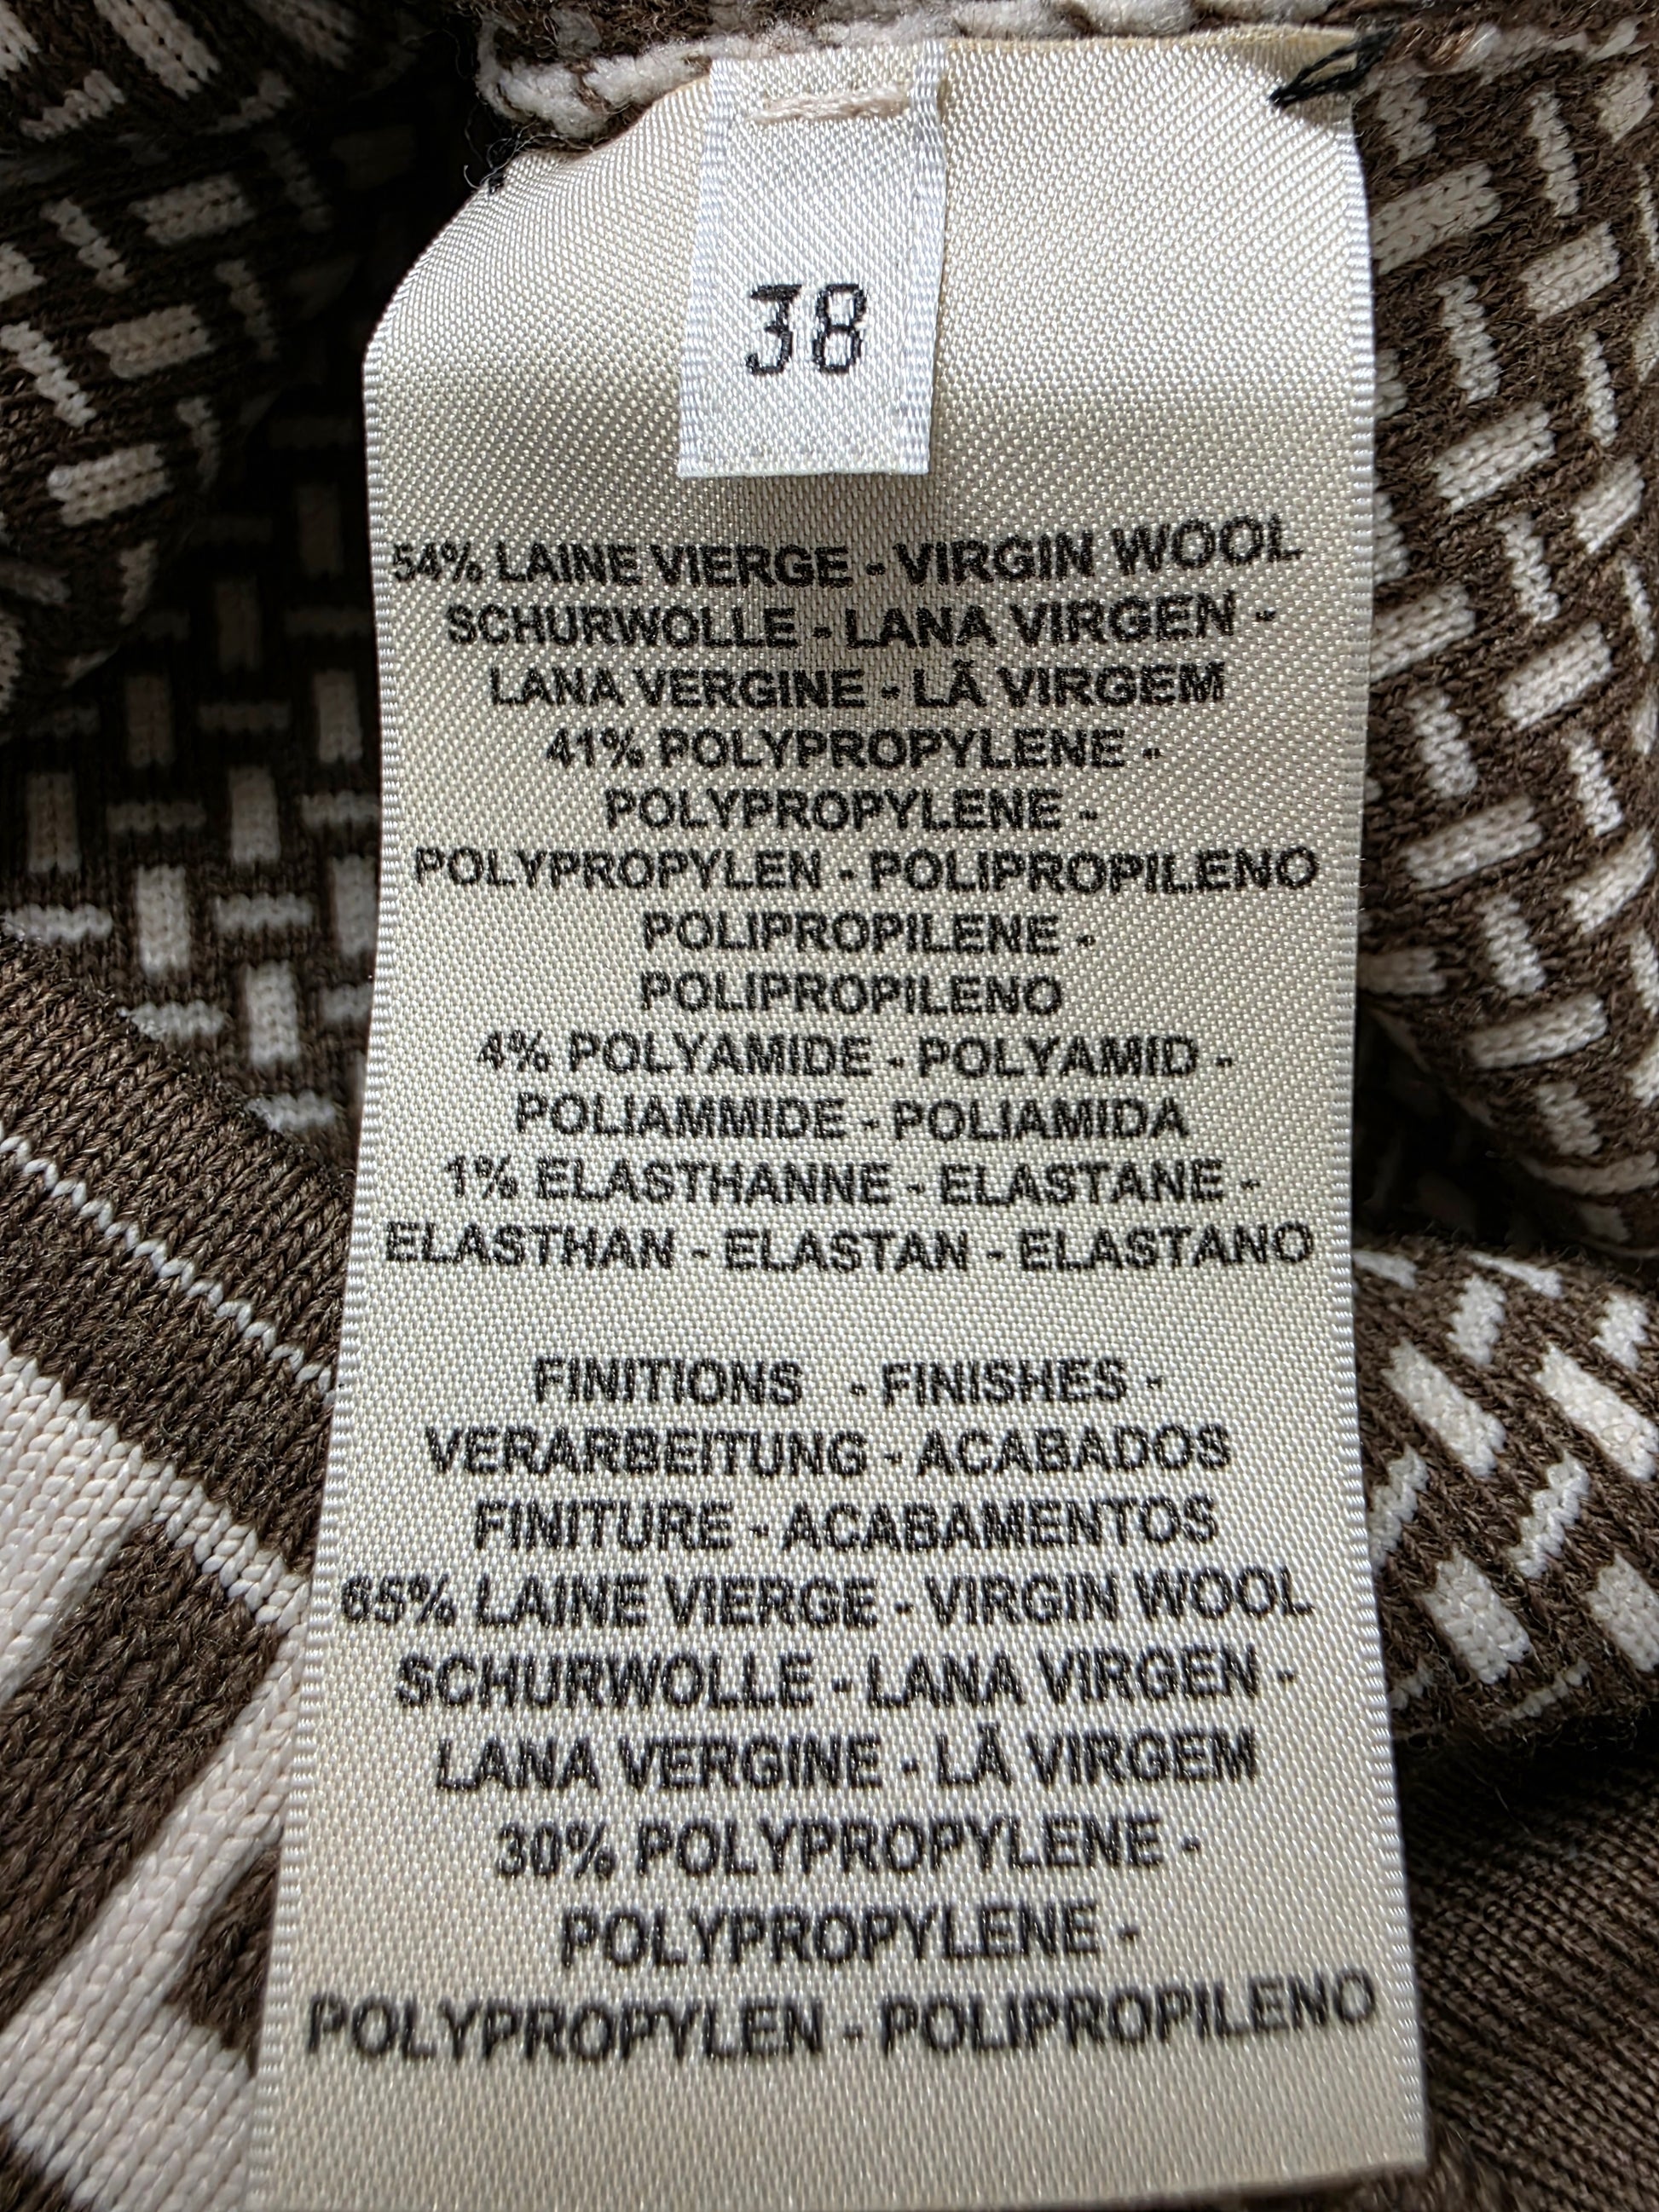 38
54% LAINE VIERGE - VIRGIN WOOL
SCHURWOLLE - LANA VIRGEN -
LANA VERGINE - LÃ VIRGEM
41% POLYPROPYLENE -
POLYPROPYLENE -
POLYPROPYLEN - POLIPROPILENO
POLIPROPILENE -
POLIPROPILENO
4% POLYAMIDE - POLYAMID -
POLIAMMIDE - POLIAMIDA
1% ELASTHANNE - ELASTANE -
ELASTHAN - ELASTAN - ELASTANO
FINITIONS - FINISHES -
VERARBEITUNG - ACABADOS
FINITURE - ACABAMENTOS
65% LAINE VIERGE - VIRGIN WOOL
SCHURWOLLE - LANA VIRGEN -
LANA VERGINE - LÃ VIRGEM
30% POLYPROPYLENE -
POLYPROPYLENE -
POLYPROPYLEN - POLIPROPILENO